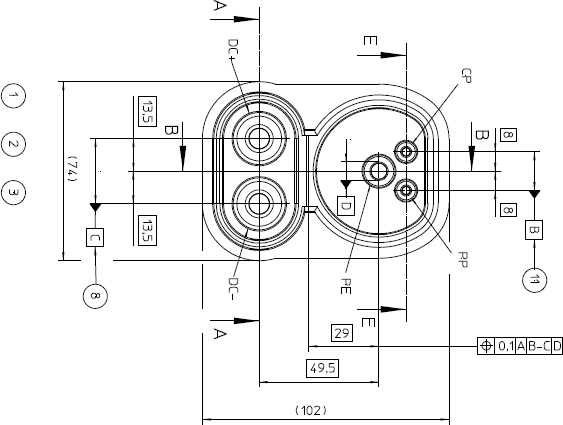 A
DC+
E
CP
1
13,5
B
B
8
2
(74)
3
D
8
B
13,5
C
8
DC-
PE
PP
11
A
E
29
0,1 A B-C D
49,5
(102)